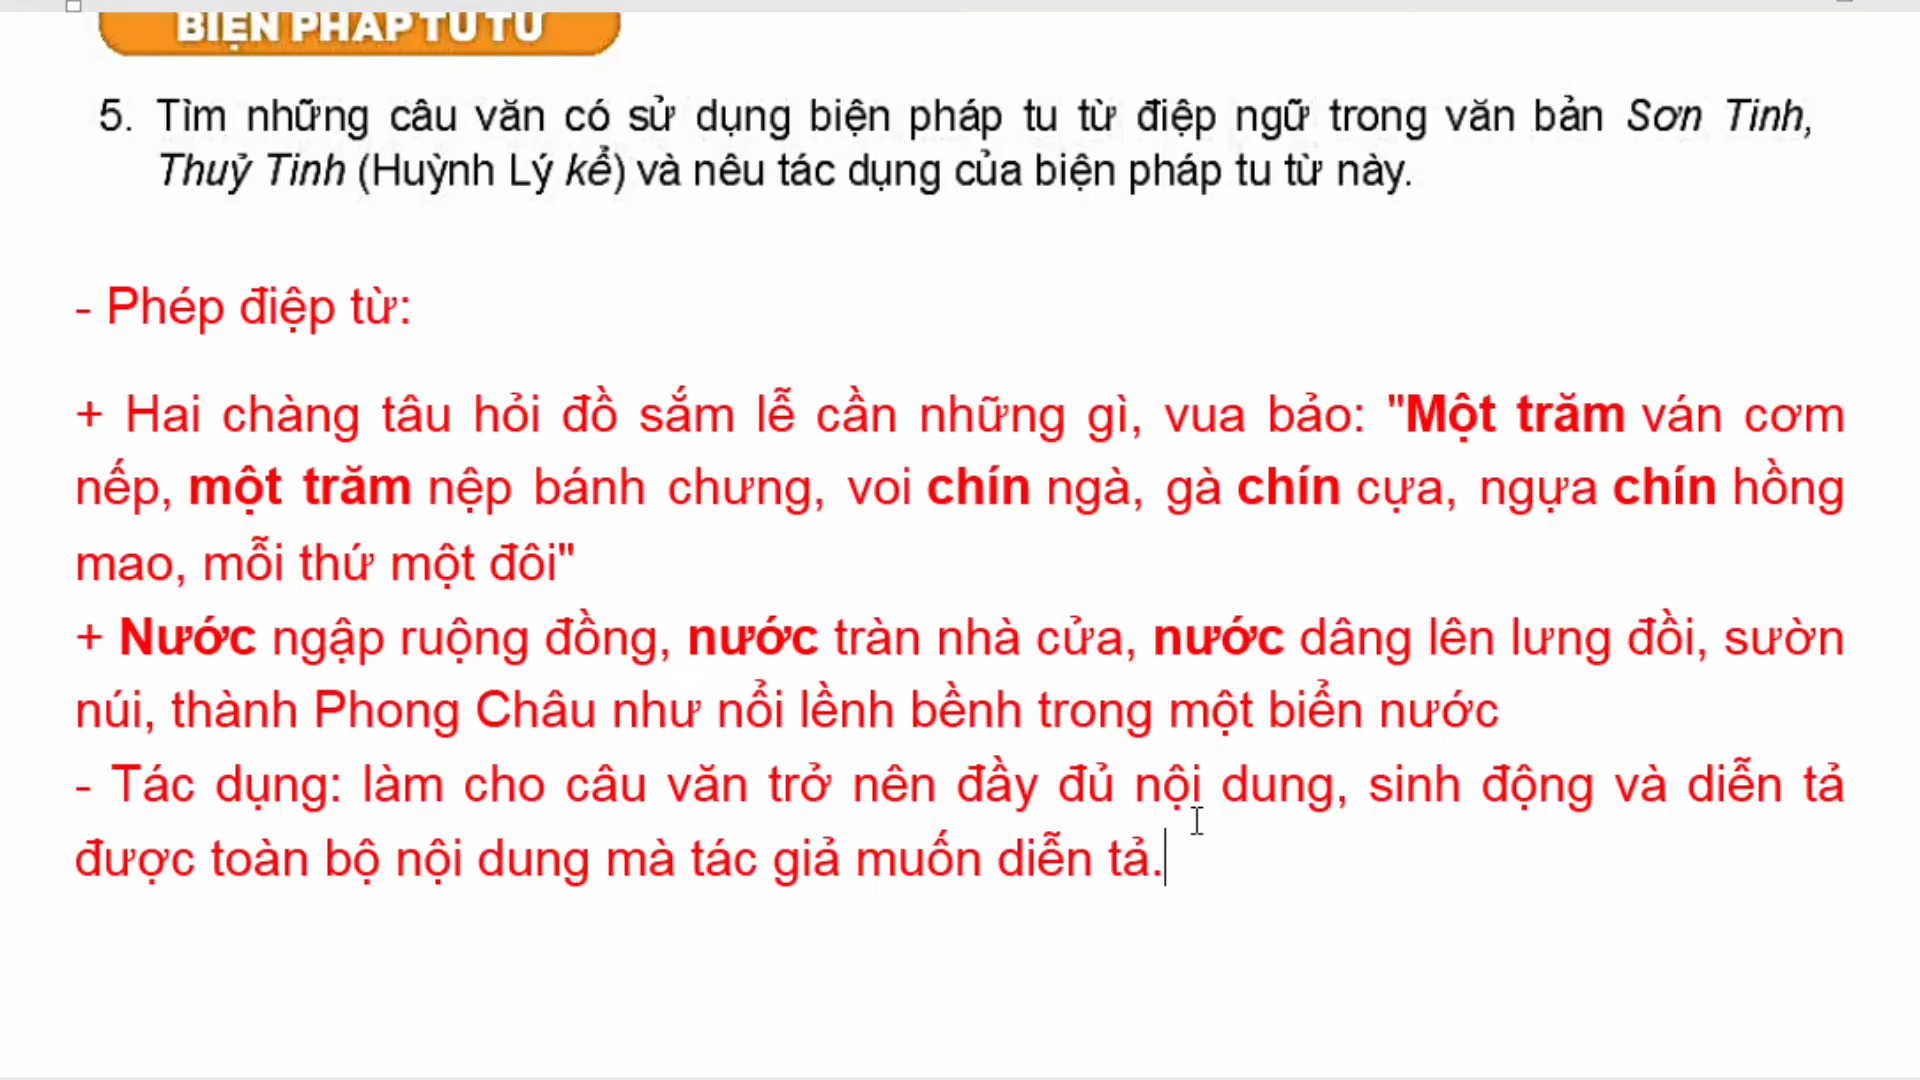 BIỆN PHÁP TU TỪ
5. Tìm những câu văn có sử dụng biện pháp tu từ điệp ngữ trong văn bản Sơn Tinh,
Thuỷ Tinh (Huỳnh Lý kể) và nêu tác dụng của biện pháp tu từ này.
- Phép điệp từ:
+ Hai chàng tâu hỏi đồ sắm lễ cần những gì, vua bảo: "Một trăm ván cơm
nếp, một trăm nệp bánh chưng, voi chín ngà, gà chín cựa, ngựa chín hồng
mao, mỗi thứ một đôi"
+ Nước ngập ruộng đồng, nước tràn nhà cửa, nước dâng lên lưng đồi, sườn
núi, thành Phong Châu như nổi lềnh bềnh trong một biển nước
- Tác dụng: làm cho câu văn trở nên đầy đủ nội dung, sinh động và diễn tả
được toàn bộ nội dung mà tác giả muốn diễn tả.